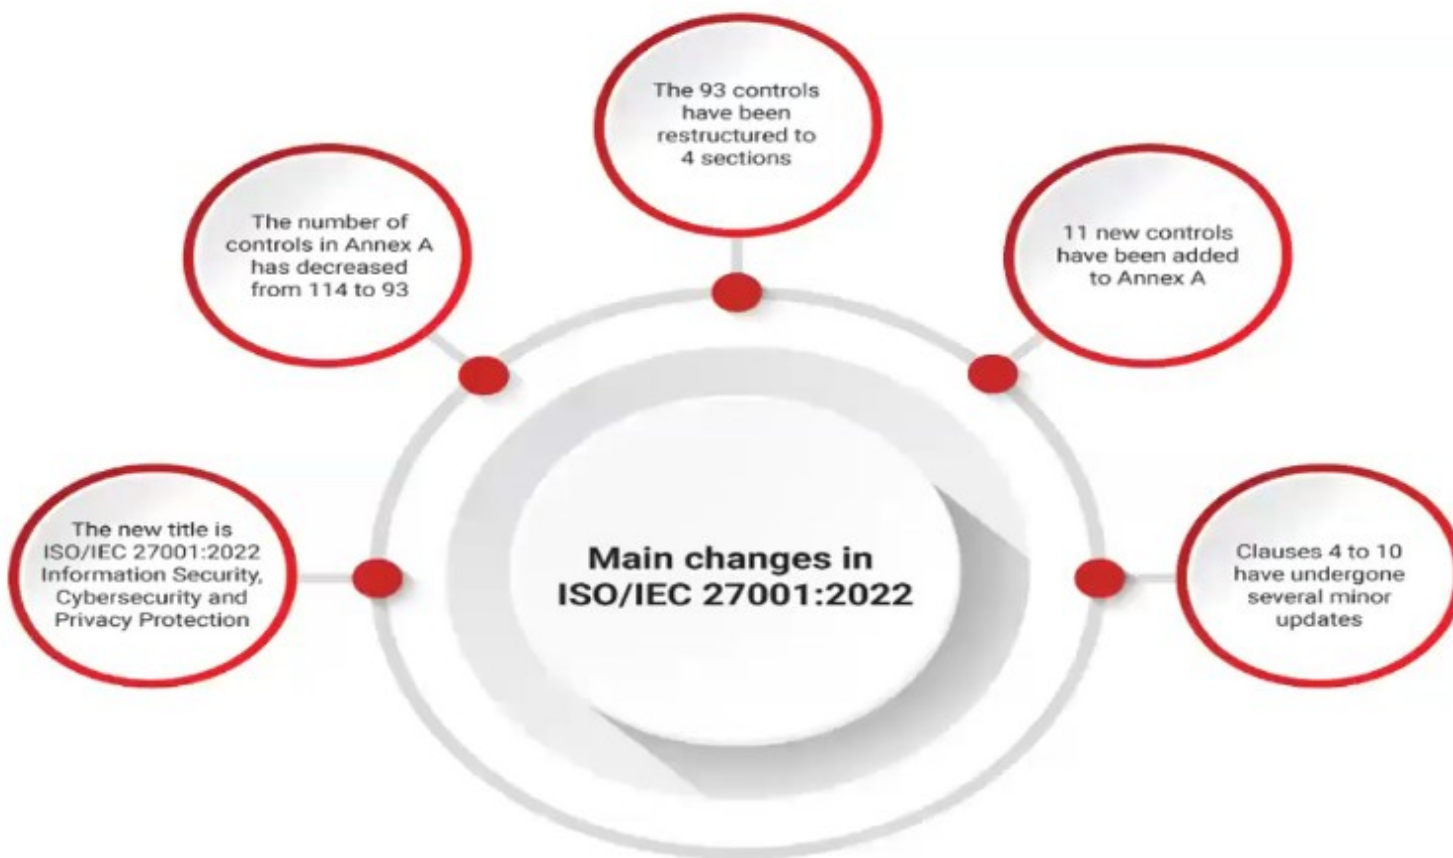 The 93 controls
have been
restructured to
4 sections
The number of
controls in Annex A
has decreased
from 114 to 93
11 new controls
have been added
to Annex A
The new title is
ISO/IEC 27001:2022
Information Security,
Cybersecurity and
Privacy Protection
Main changes in
ISO/IEC 27001:2022
Clauses 4 to 10
have undergone
several minor
updates